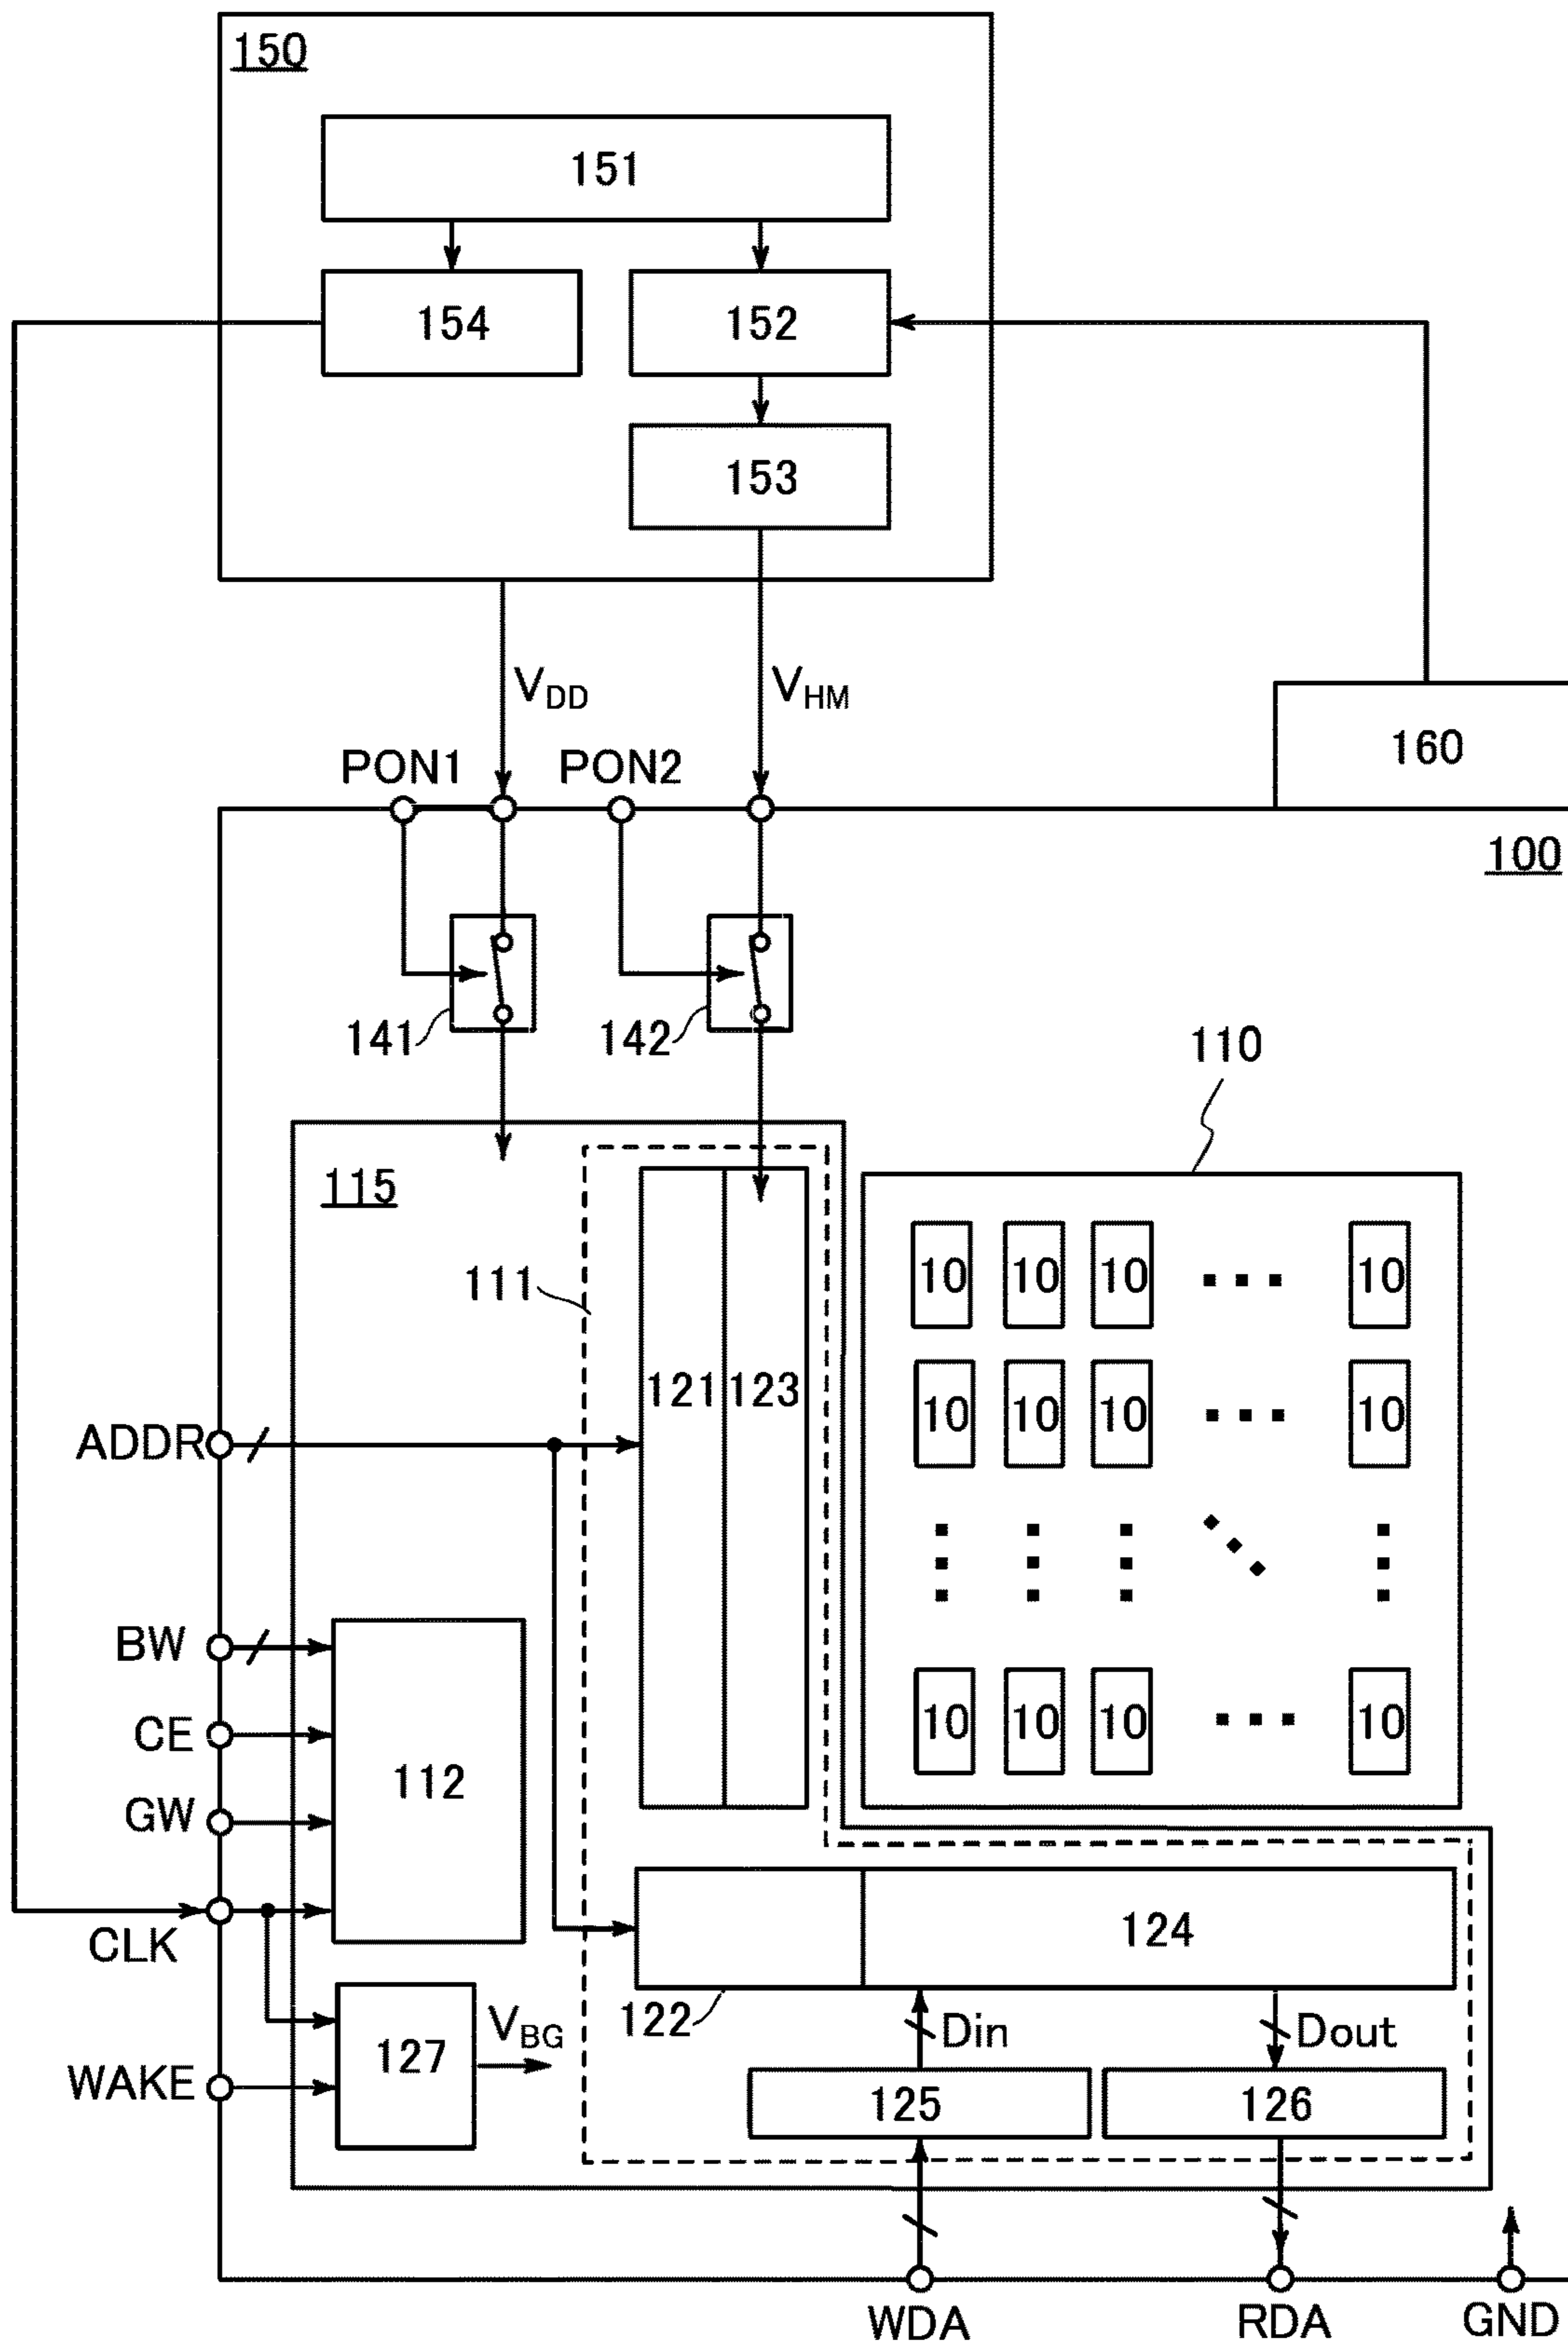 150
151
154
152
153
VDD
VHM
160
PON1
PON2
100
141
142
110
115
111
10 10 10 ... 10
121
123
10 10 10 ... 10
ADDR
BW
CE
112
10 10 10 ... 10
GW
CLK
124
122
Din
Dout
127
VBG
WAKE
125
126
WDA
RDA
GND